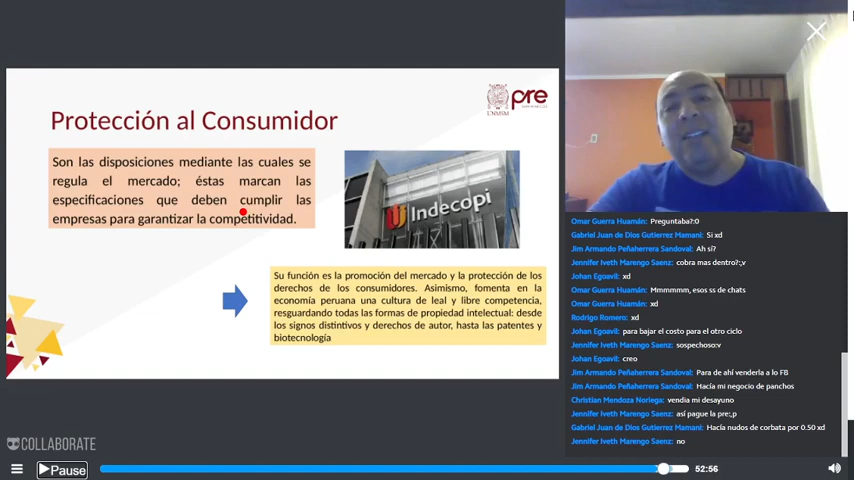 Protección al Consumidor
UNMSM
pre
Son las disposiciones mediante las cuales se
regula el mercado; éstas marcan las
especificaciones que deben cumplir las
empresas para garantizar la competitividad.
Indecopi
Su función es la promoción del mercado y la protección de los
derechos de los consumidores. Asimismo, fomenta en la
economía peruana una cultura de leal y libre competencia,
resguardando todas las formas de propiedad intelectual: desde
los signos distintivos y derechos de autor, hasta las patentes y
biotecnología
Omar Guerra Huamán: Preguntaba?:0
Gabriel Juan de Dios Gutierrez Mamani: Si xd
Jim Armando Peñaherrera Sandoval: Ah sí?
Jennifer Iveth Marengo Saenz: cobra mas dentro?:;v
Johan Egoavil: xd
Omar Guerra Huamán: Mmmmmm, esos ss de chats
Omar Guerra Huamán: xd
Rodrigo Romero: xd
Johan Egoavil: para bajar el costo para el otro ciclo
Jennifer Iveth Marengo Saenz: sospechoso:v
Johan Egoavil: creo
Jim Armando Peñaherrera Sandoval: Para de ahí venderla a lo FB
Jim Armando Peñaherrera Sandoval: Hacía mi negocio de panchos
Christian Mendoza Noriega: vendia mi desayuno
Jennifer Iveth Marengo Saenz: así pague la pre:,p
Gabriel Juan de Dios Gutierrez Mamani: Hacía nudos de corbata por 0.50 xd
Jennifer Iveth Marengo Saenz: no
COLLABORATE
Pause
52:56